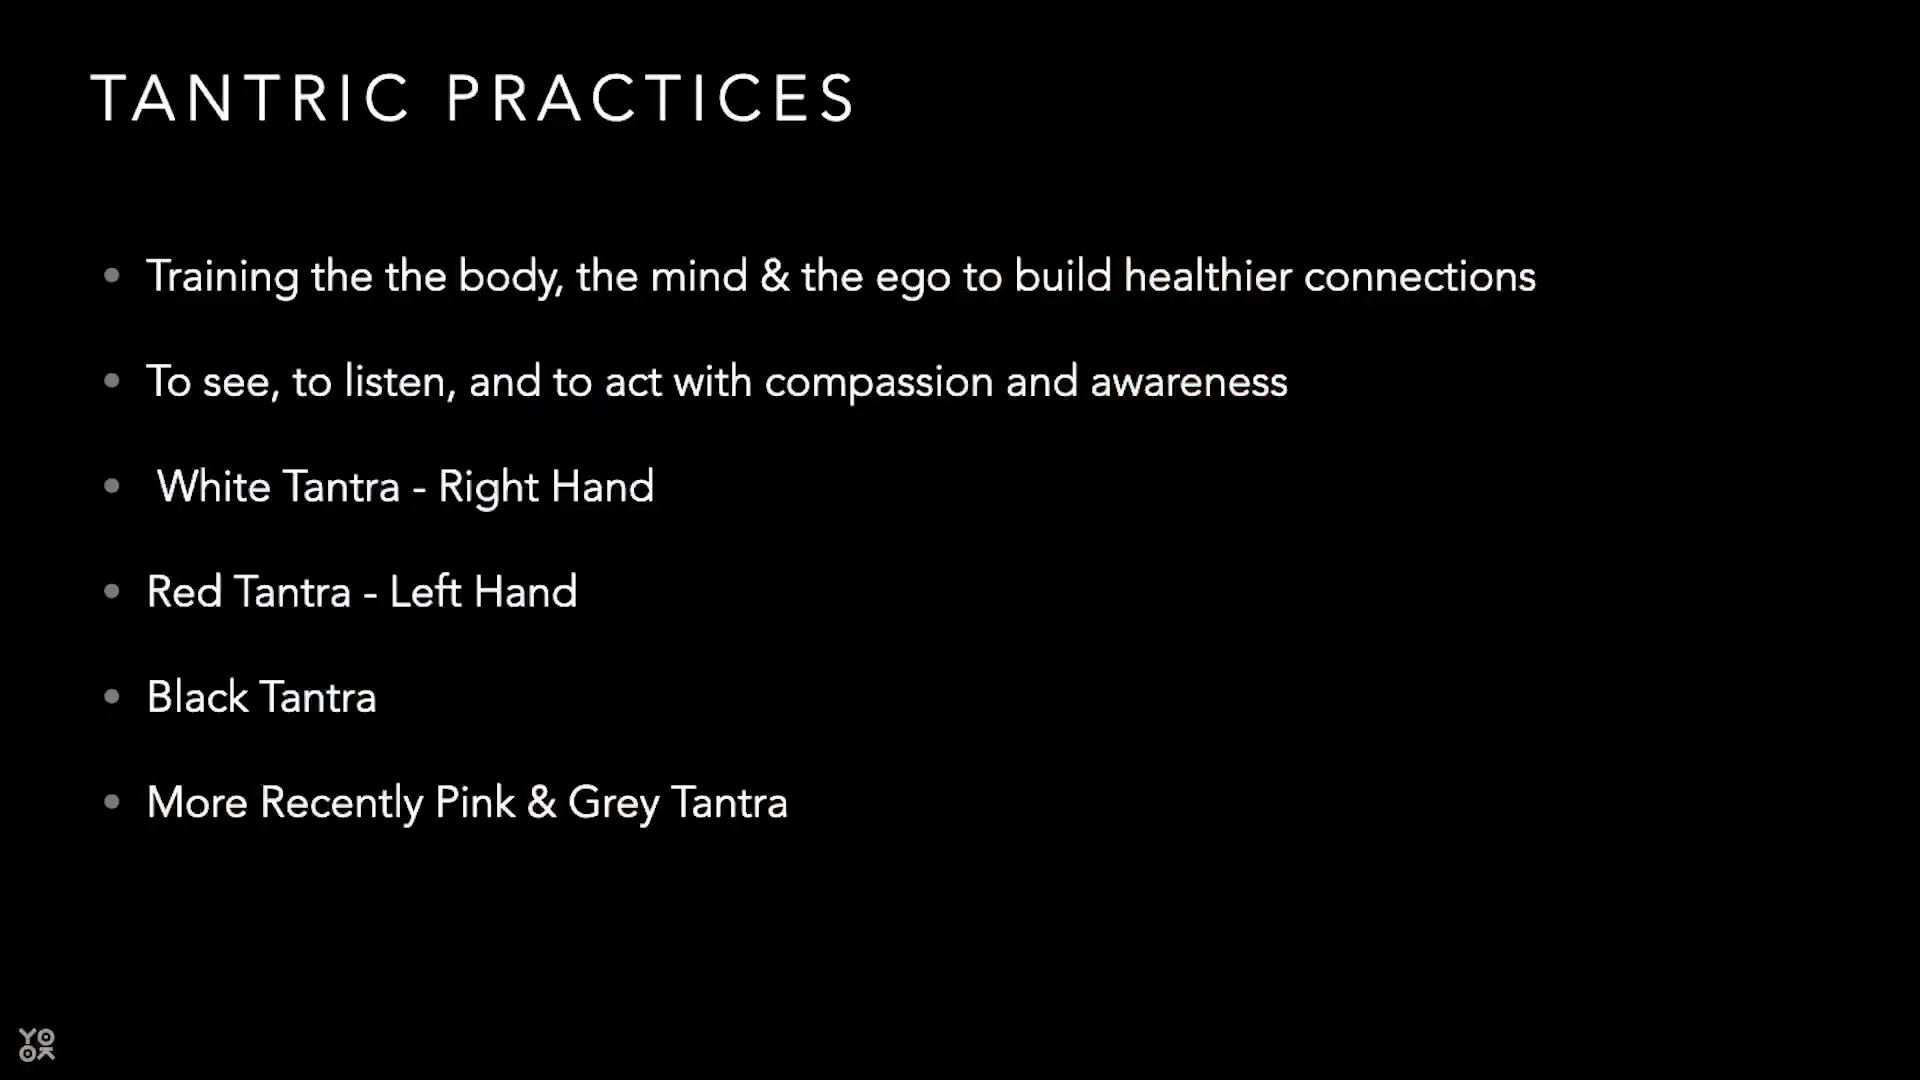 TANTRIC PRACTICES
• Training the the body, the mind & the ego to build healthier connections
• To see, to listen, and to act with compassion and awareness
• White Tantra - Right Hand
• Red Tantra - Left Hand
• Black Tantra
• More Recently Pink & Grey Tantra
YO
OK